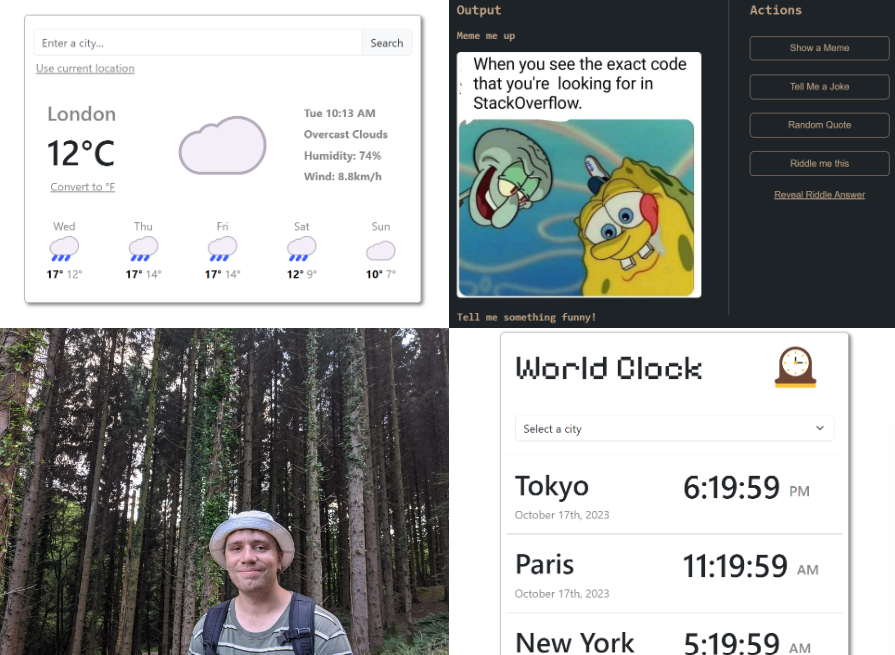 Enter a city...
Search
Use current location
London
12°C
Convert to °F
Tue 10:13 AM
Overcast Clouds
Humidity: 74%
Wind: 8.8km/h
Wed
Thu
Fri
Sat
Sun
17° 12°
17° 14°
17° 14°
12° 9°
10° 7°
Output
Meme me up
When you see the exact code
that you're looking for in
StackOverflow.
Tell me something funny!
Actions
Show a Meme
Tell Me a Joke
Random Quote
Riddle me this
Reveal Riddle Answer
World Clock
Select a city
Tokyo
6:19:59 PM
October 17th, 2023
Paris
11:19:59 AM
October 17th, 2023
New York
5:19:59 AM